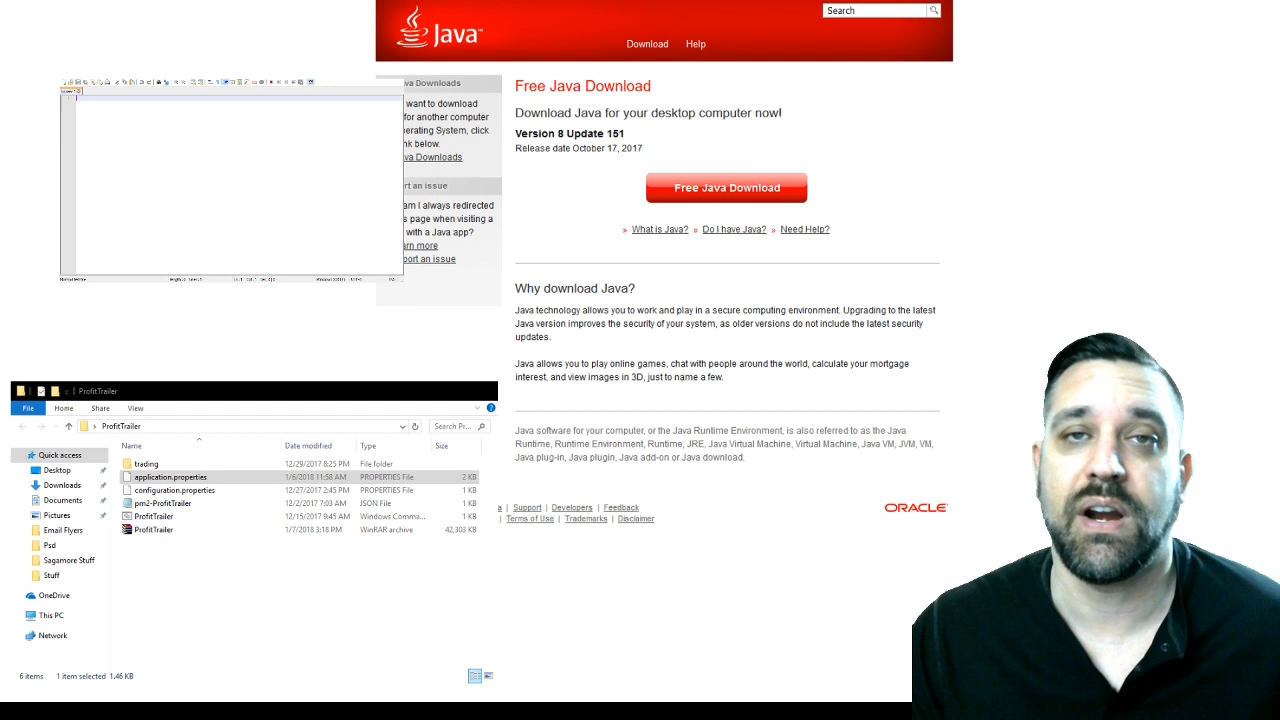 Java™
Search
Download
Help
va Downloads
want to download
for another computer
perating System, click
nk below.
va Downloads
rt an issue
am I always redirected
s page when visiting a
with a Java app?
arn more
port an issue
Free Java Download
Download Java for your desktop computer now!
Version 8 Update 151
Release date October 17, 2017
Free Java Download
» What is Java? » Do I have Java? » Need Help?
Why download Java?
Java technology allows you to work and play in a secure computing environment. Upgrading to the latest
Java version improves the security of your system, as older versions do not include the latest security
updates.
Java allows you to play online games, chat with people around the world, calculate your mortgage
interest, and view images in 3D, just to name a few.
Java software for your computer, or the Java Runtime Environment, is also referred to as the Java
Runtime, Runtime Environment, Runtime, JRE, Java Virtual Machine, Virtual Machine, Java VM, JVM, VM,
Java plug-in, Java plugin, Java add-on or Java download.
a | Support | Developers | Feedback
| Terms of Use | Trademarks | Disclaimer
ORACLE
ProfitTrailer
File Home Share View
ProfitTrailer
Search Pr...
Name Date modified Type Size
trading 12/29/2017 8:25 PM File folder
application.properties 1/6/2018 11:58 AM PROPERTIES File 2 KB
configuration.properties 12/27/2017 2:45 PM PROPERTIES File 1 KB
pm2-ProfitTrailer 12/2/2017 7:03 AM JSON File 1 KB
ProfitTrailer 12/15/2017 9:45 AM Windows Comma... 1 KB
ProfitTrailer 1/7/2018 3:18 PM WinRAR archive 42,303 KB
Quick access
Desktop
Downloads
Documents
Pictures
Email Flyers
Psd
Sagamore Stuff
Stuff
OneDrive
This PC
Network
6 items 1 item selected 1.46 KB